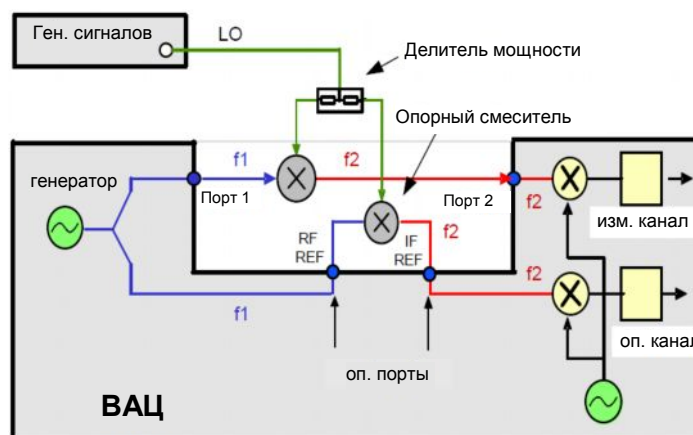 Ген. сигналов
LO
Делитель мощности
Опорный смеситель
f1
f2
генератор
Порт 1
Порт 2
f2
изм. канал
RF
REF
IF
REF
f2
f1
f2
оп. канал
оп. порты
ВАЦ